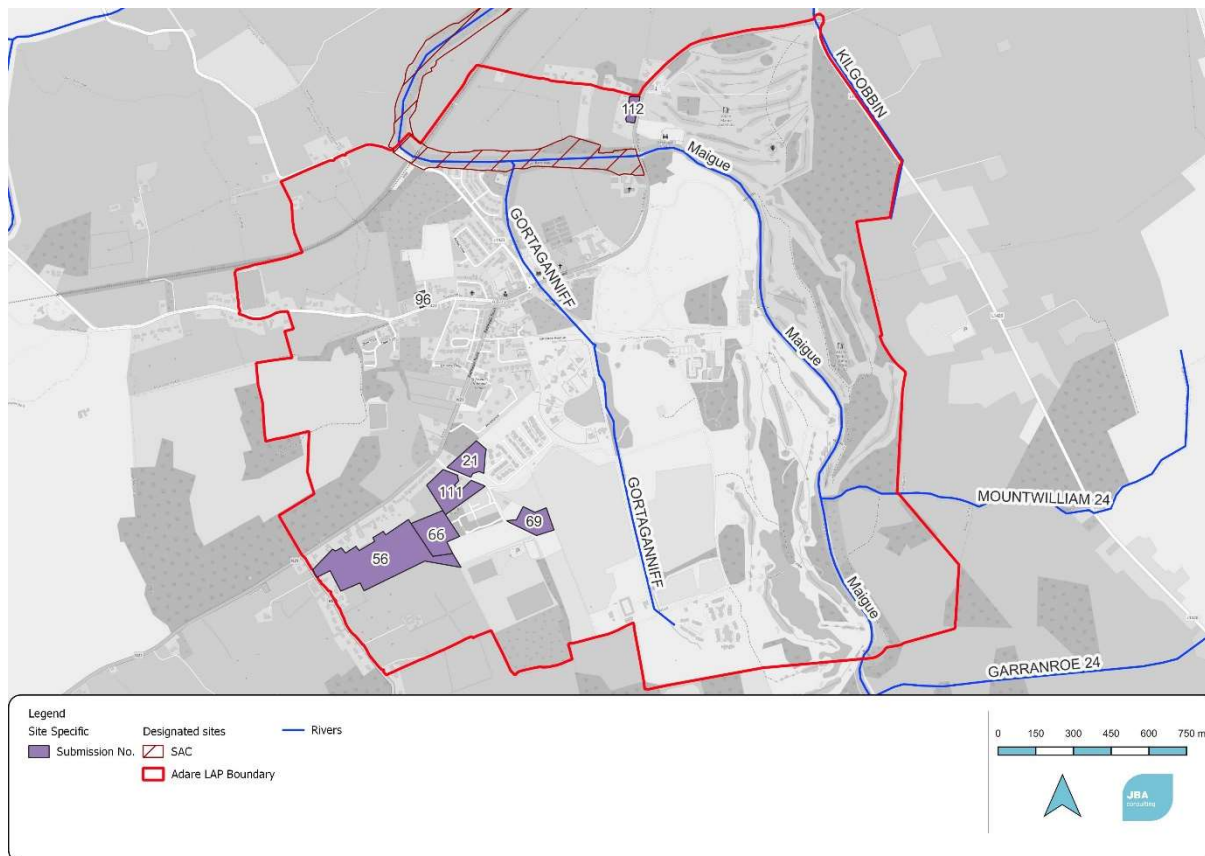 KILGOBBIN
112
Maigue
GORTAGANNIFF
96
Maigue
21
111
GORTAGANNIFF
MOUNTWILLIAM 24
69
66
56
Maigue
GARRANROE 24
Legend
Site Specific
Submission No.
Designated sites
SAC
Adare LAP Boundary
Rivers
0 150 300 450 600 750 m
JBA
consulting